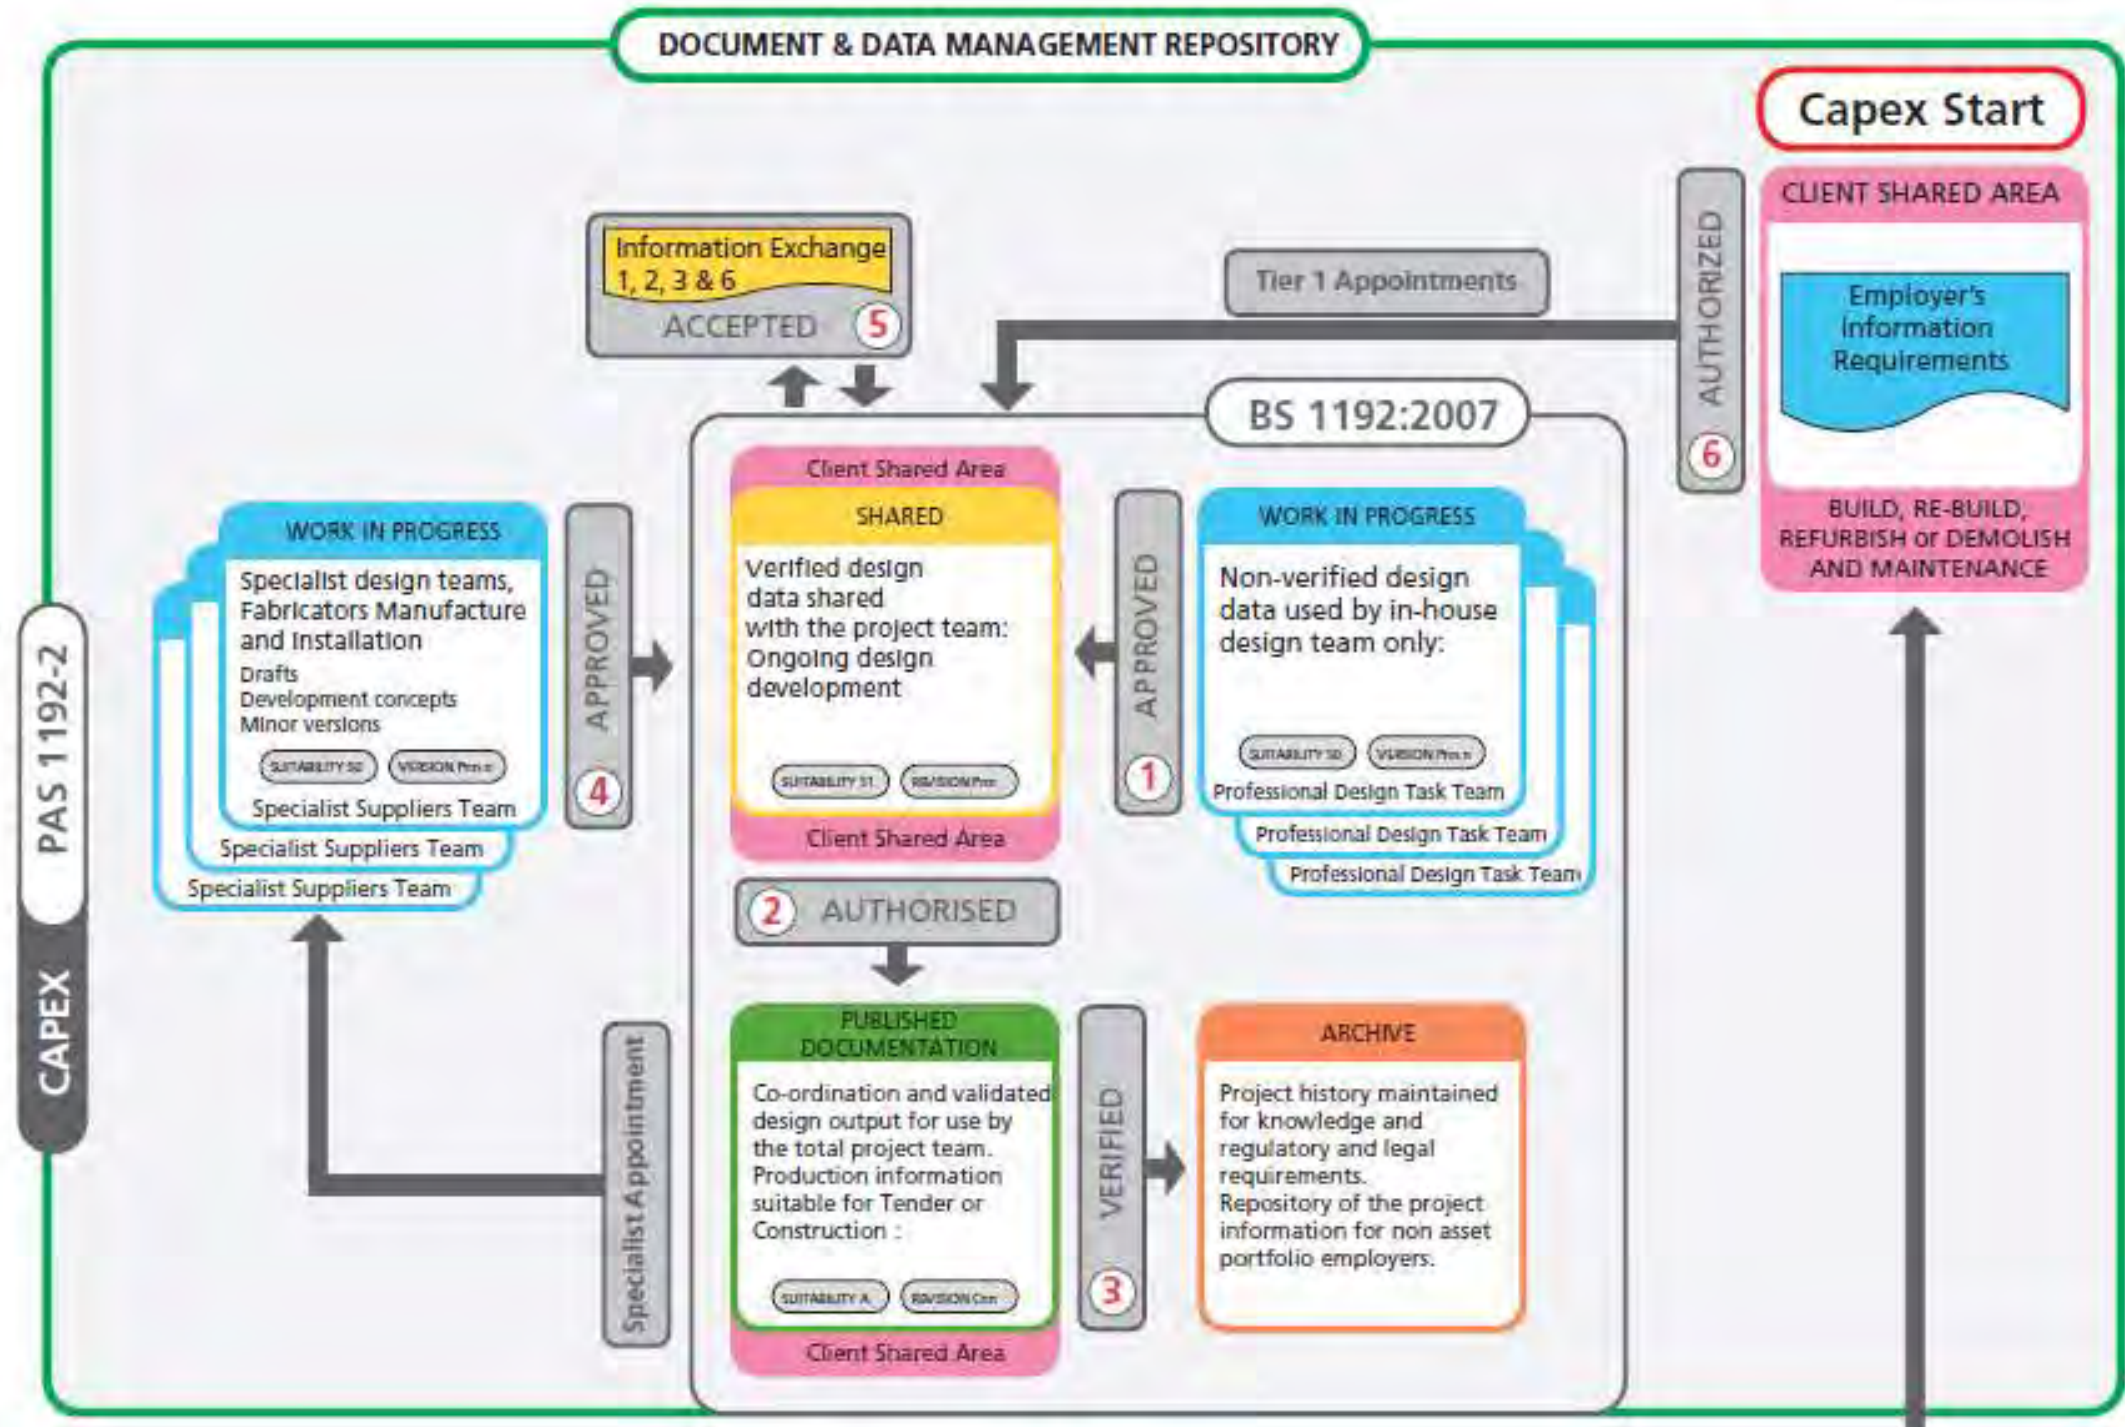 DOCUMENT & DATA MANAGEMENT REPOSITORY
Capex Start
CLIENT SHARED AREA
Employer's
Information
Requirements
BUILD, RE-BUILD,
REFURBISH or DEMOLISH
AND MAINTENANCE
AUTHORIZED
6
Tier 1 Appointments
Information Exchange
1, 2, 3 & 6
ACCEPTED
5
BS 1192:2007
PAS 1192-2
CAPEX
WORK IN PROGRESS
Specialist design teams,
Fabricators Manufacture
and Installation
Drafts
Development concepts
Minor versions
SUITABILITY S0
VERSION
Specialist Suppliers Team
Specialist Suppliers Team
Specialist Suppliers Team
APPROVED
4
Client Shared Area
SHARED
Verified design
data shared
with the project team:
Ongoing design
development
SUITABILITY S1
REVISION
Client Shared Area
APPROVED
1
WORK IN PROGRESS
Non-verified design
data used by in-house
design team only:
SUITABILITY S0
VERSION
Professional Design Task Team
Professional Design Task Team
Professional Design Task Team
2
AUTHORISED
Specialist Appointment
PUBLISHED
DOCUMENTATION
Co-ordination and validated
design output for use by
the total project team.
Production information
suitable for Tender or
Construction :
SUITABILITY A
REVISION
Client Shared Area
VERIFIED
3
ARCHIVE
Project history maintained
for knowledge and
regulatory and legal
requirements.
Repository of the project
information for non asset
portfolio employers.